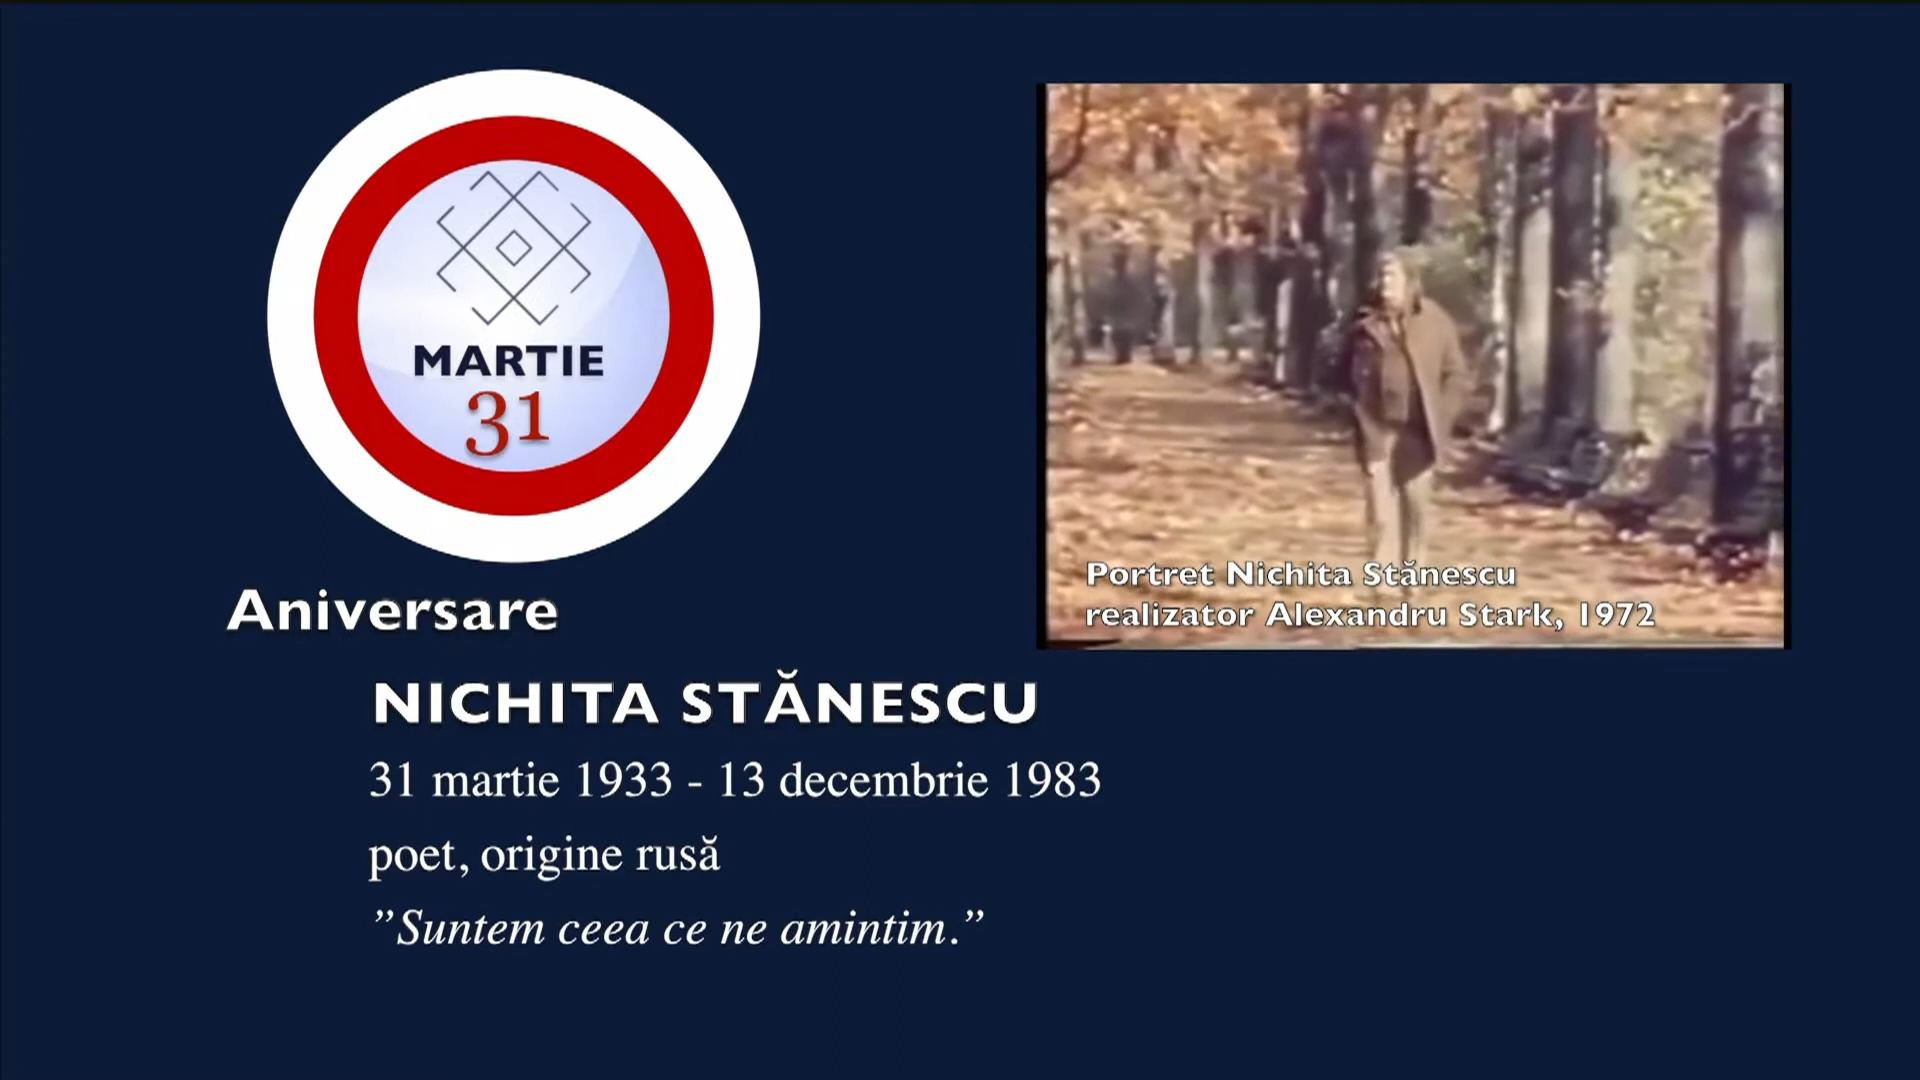 MARTIE
31
Portret Nichita Stănescu
realizator Alexandru Stark, 1972
Aniversare
NICHITA STĂNESCU
31 martie 1933 - 13 decembrie 1983
poet, origine rusă
”Suntem ceea ce ne amintim.”